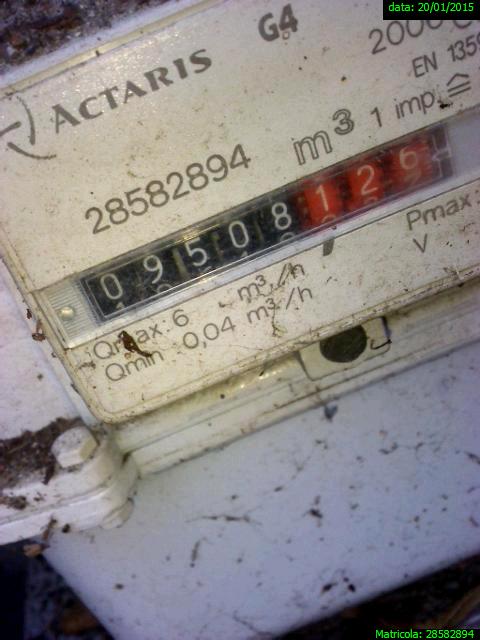 data: 20/01/2015
G4
2000
ACTARIS
EN
m³ 1 imp
28582894
09508126
Pmax:
V
Qmax 6 m³/h
Qmin 0,04 m³/h
Matricola: 28582894